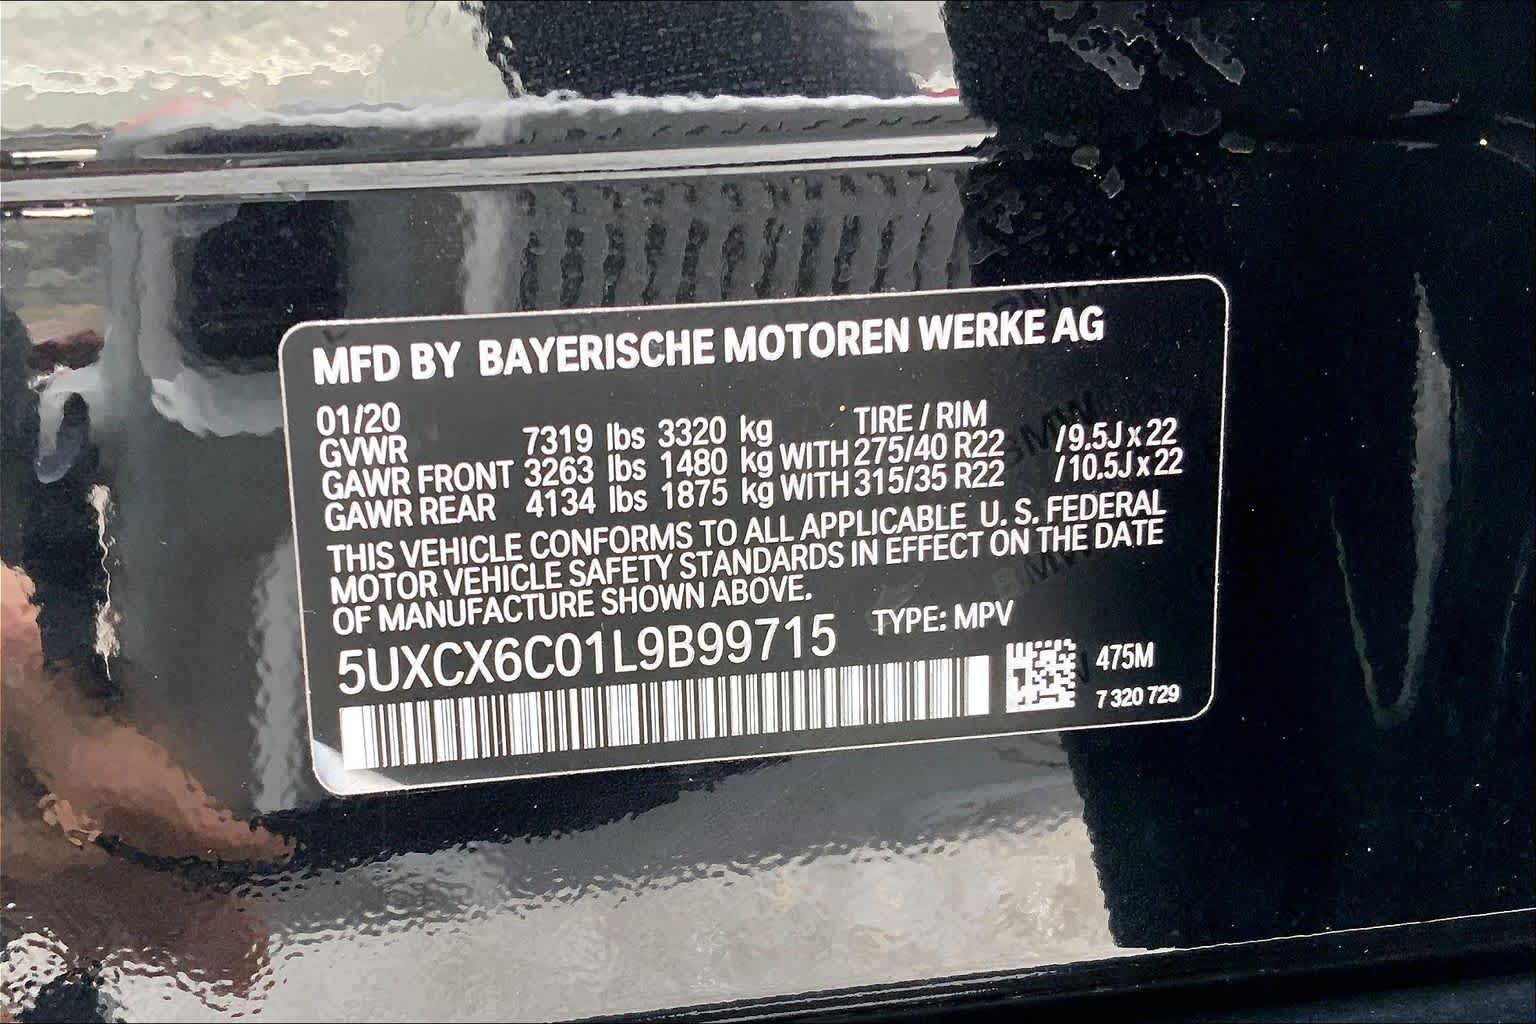 MFD BY BAYERISCHE MOTOREN WERKE AG
01/20 TIRE / RIM
GVWR 7319 lbs 3320 kg
GAWR FRONT 3263 lbs 1480 kg WITH 275/40 R22 /9.5J x 22
GAWR REAR 4134 lbs 1875 kg WITH 315/35 R22 /10.5J x 22
THIS VEHICLE CONFORMS TO ALL APPLICABLE U. S. FEDERAL
MOTOR VEHICLE SAFETY STANDARDS IN EFFECT ON THE DATE
OF MANUFACTURE SHOWN ABOVE.
5UXCX6C01L9B99715 TYPE: MPV
475M
7 320 729